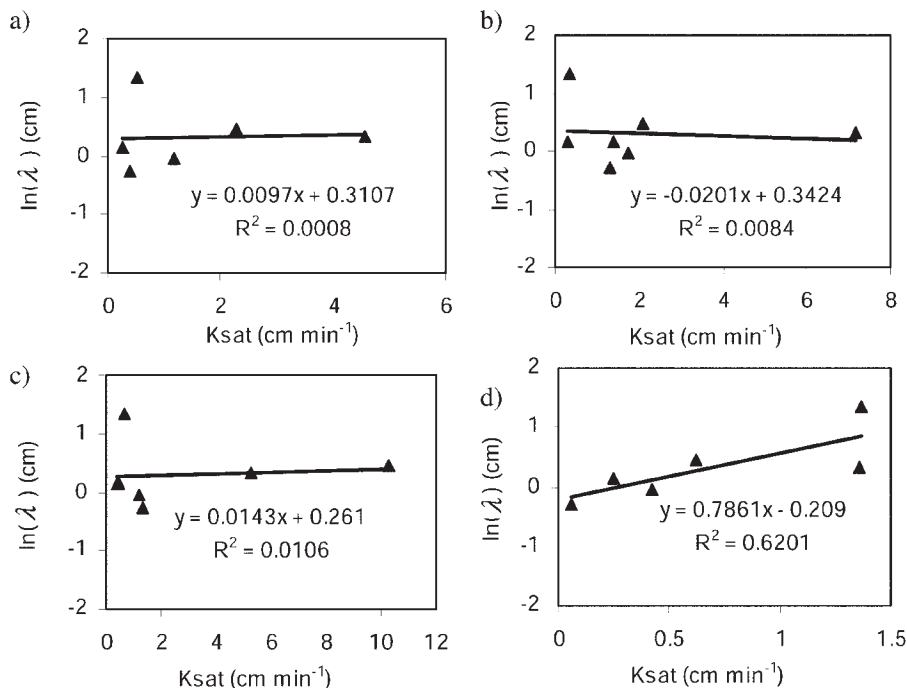 a)
2
1
0
-1
-2
ln(λ) (cm)
y = 0.0097x + 0.3107
R² = 0.0008
0 2 4 6
Ksat (cm min⁻¹)
b)
2
1
0
-1
-2
ln(λ) (cm)
y = -0.0201x + 0.3424
R² = 0.0084
0 2 4 6 8
Ksat (cm min⁻¹)
c)
2
1
0
-1
-2
ln(λ) (cm)
y = 0.0143x + 0.261
R² = 0.0106
0 2 4 6 8 10 12
Ksat (cm min⁻¹)
d)
2
1
0
-1
-2
ln(λ) (cm)
y = 0.7861x - 0.209
R² = 0.6201
0 0.5 1 1.5
Ksat (cm min⁻¹)